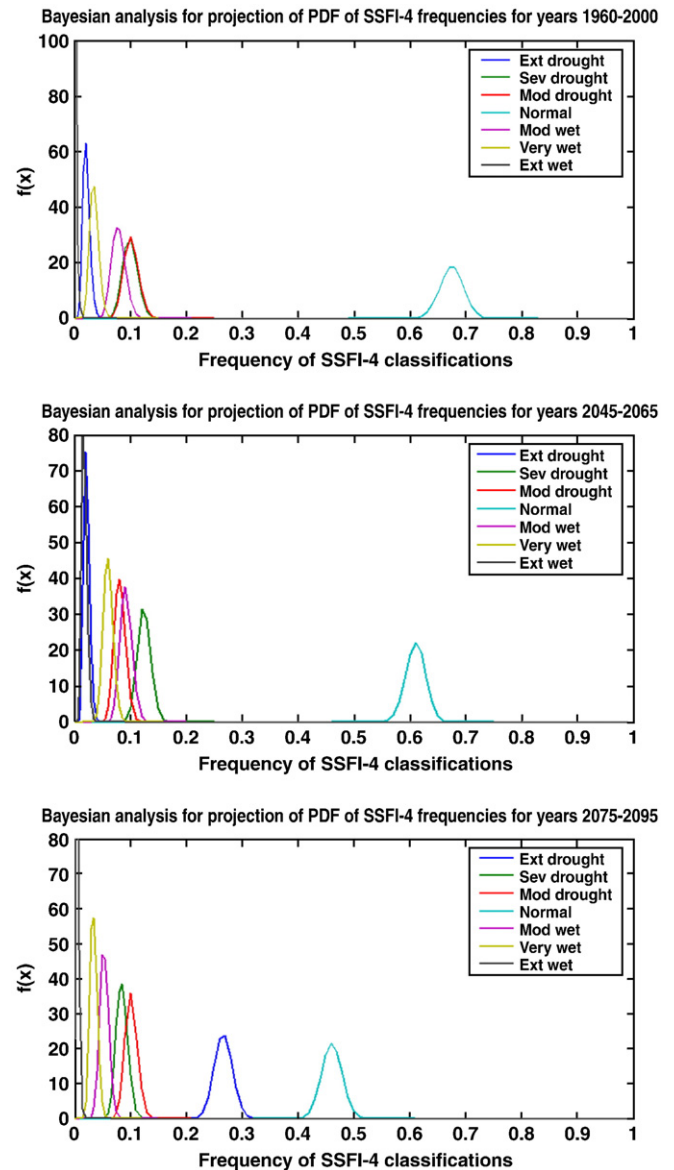 Bayesian analysis for projection of PDF of SSFI-4 frequencies for years 1960-2000
100
80
60
40
20
0
f(x)
Ext drought
Sev drought
Mod drought
Normal
Mod wet
Very wet
Ext wet
0 0.1 0.2 0.3 0.4 0.5 0.6 0.7 0.8 0.9 1
Frequency of SSFI-4 classifications
Bayesian analysis for projection of PDF of SSFI-4 frequencies for years 2045-2065
80
70
60
50
40
30
20
10
0
f(x)
Ext drought
Sev drought
Mod drought
Normal
Mod wet
Very wet
Ext wet
0 0.1 0.2 0.3 0.4 0.5 0.6 0.7 0.8 0.9 1
Frequency of SSFI-4 classifications
Bayesian analysis for projection of PDF of SSFI-4 frequencies for years 2075-2095
80
70
60
50
40
30
20
10
0
f(x)
Ext drought
Sev drought
Mod drought
Normal
Mod wet
Very wet
Ext wet
0 0.1 0.2 0.3 0.4 0.5 0.6 0.7 0.8 0.9 1
Frequency of SSFI-4 classifications